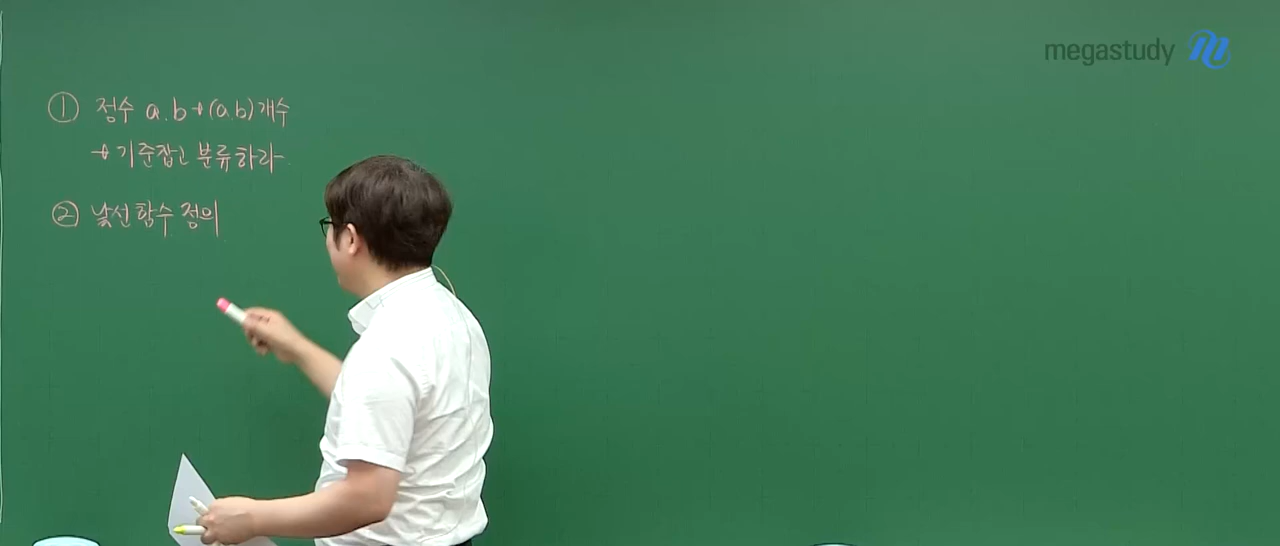 megastudy
① 정수 a.b → (a.b) 개수
→ 기준잡고 분류하라
② 낯선 함수 정의